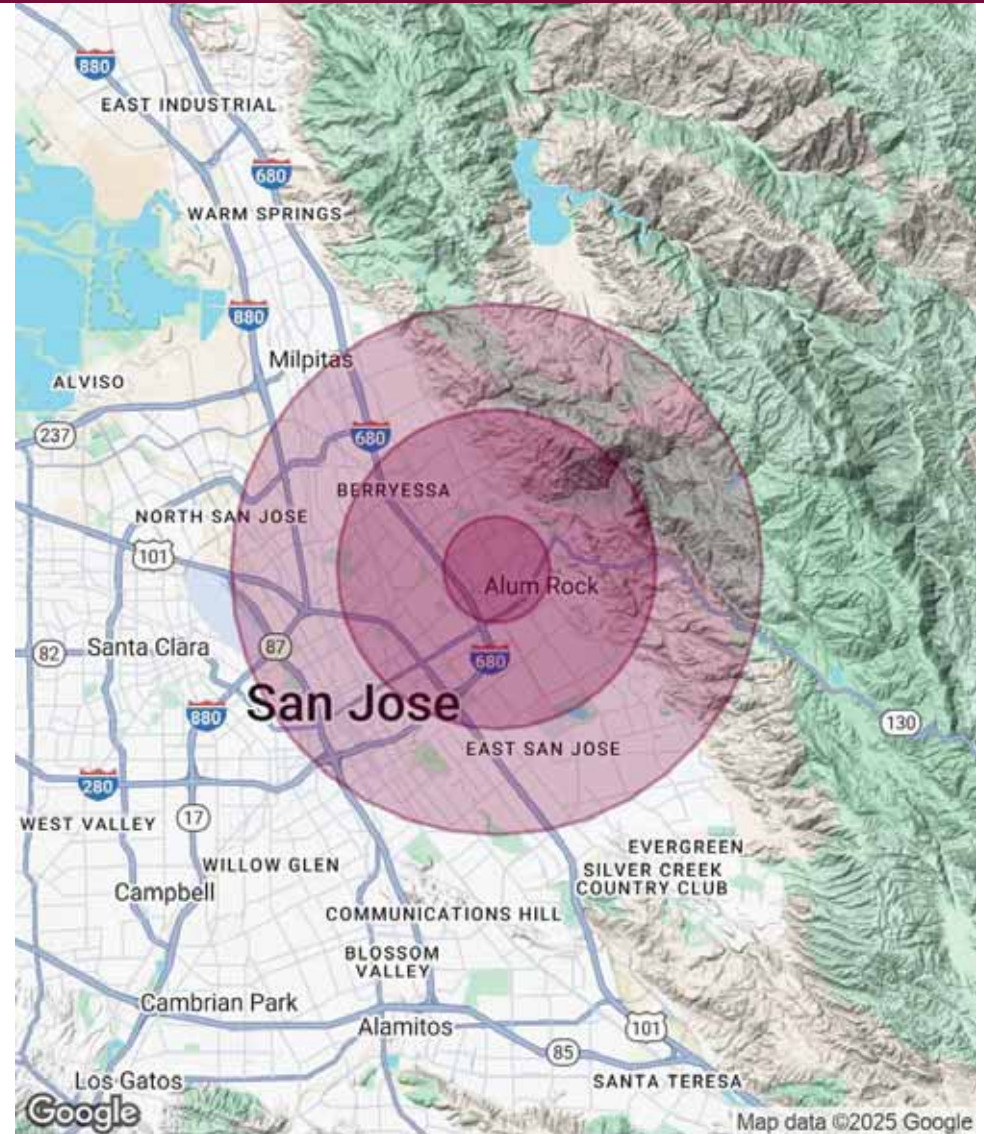 880
EAST INDUSTRIAL
680
WARM SPRINGS
880
Milpitas
ALVISO
237
680
BERRYESSA
NORTH SAN JOSE
101
Alum Rock
82
Santa Clara
87
680
San Jose
880
130
EAST SAN JOSE
280
17
WEST VALLEY
EVERGREEN
WILLOW GLEN
SILVER CREEK
COUNTRY CLUB
Campbell
COMMUNICATIONS HILL
BLOSSOM
VALLEY
Cambrian Park
Alamitos
101
85
Los Gatos
SANTA TERESA
Google
Map data ©2025 Google